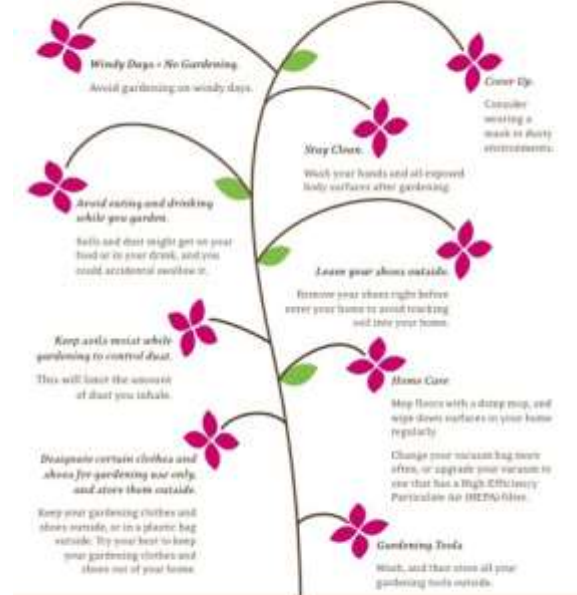 Windy Days = No Gardening.
Avoid gardening on windy days.
Cover Up.
Consider
wearing a
mask in dusty
environments.
Stay Clean.
Wash your hands and all exposed
body surfaces after gardening.
Avoid eating and drinking
while you garden.
Soils and dust might get on your
food or in your drink, and you
could accidental swallow it.
Leave your shoes outside.
Remove your shoes right before
enter your home to avoid tracking
soil into your home.
Keep soils moist while
gardening to control dust.
This will limit the amount
of dust you inhale.
Home Care
Mop floors with a damp mop, and
wipe down surfaces in your home
regularly.
Change your vacuum bag more
often, or upgrade your vacuum to
one that has a High Efficiency
Particulate Air (HEPA) filter.
Designate certain clothes and
shoes for gardening use only,
and store them outside.
Keep your gardening clothes and
shoes outside, or in a plastic bag
outside. Try your best to keep
your gardening clothes and
shoes out of your home.
Gardening Tools
Wash, and then store all your
gardening tools outside.